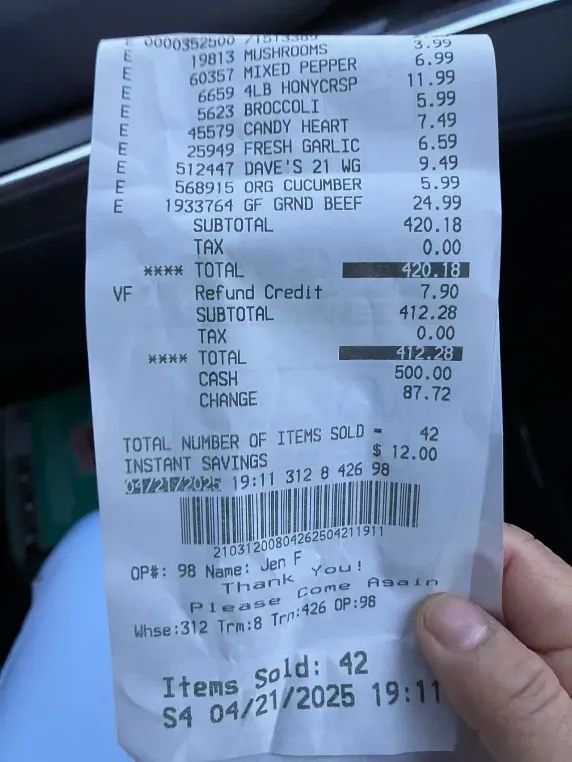 E 0000352500 /1513369
E 19813 MUSHROOMS 3.99
E 60357 MIXED PEPPER 6.99
E 6659 4LB HONYCRSP 11.99
E 5623 BROCCOLI 5.99
E 45579 CANDY HEART 7.49
E 25949 FRESH GARLIC 6.59
E 512447 DAVE'S 21 WG 9.49
E 568915 ORG CUCUMBER 5.99
E 1933764 GF GRND BEEF 24.99
SUBTOTAL 420.18
TAX 0.00
**** TOTAL 420.18
VF Refund Credit 7.90
SUBTOTAL 412.28
TAX 0.00
**** TOTAL 412.28
CASH 500.00
CHANGE 87.72
TOTAL NUMBER OF ITEMS SOLD = 42
INSTANT SAVINGS $ 12.00
04/21/2025 19:11 312 8 426 98
21031200804262504211911
OP#: 98 Name: Jen F
Thank You!
Please Come Again
Whse:312 Trm:8 Trn:426 OP:98
Items Sold: 42
S4 04/21/2025 19:11